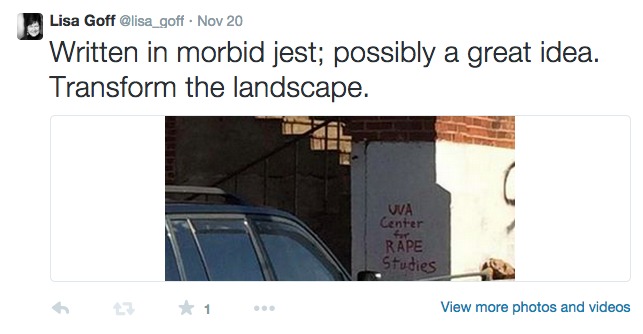 Lisa Goff @lisa_goff · Nov 20
Written in morbid jest; possibly a great idea.
Transform the landscape.
UVA
Center
for
RAPE
Studies
1
View more photos and videos